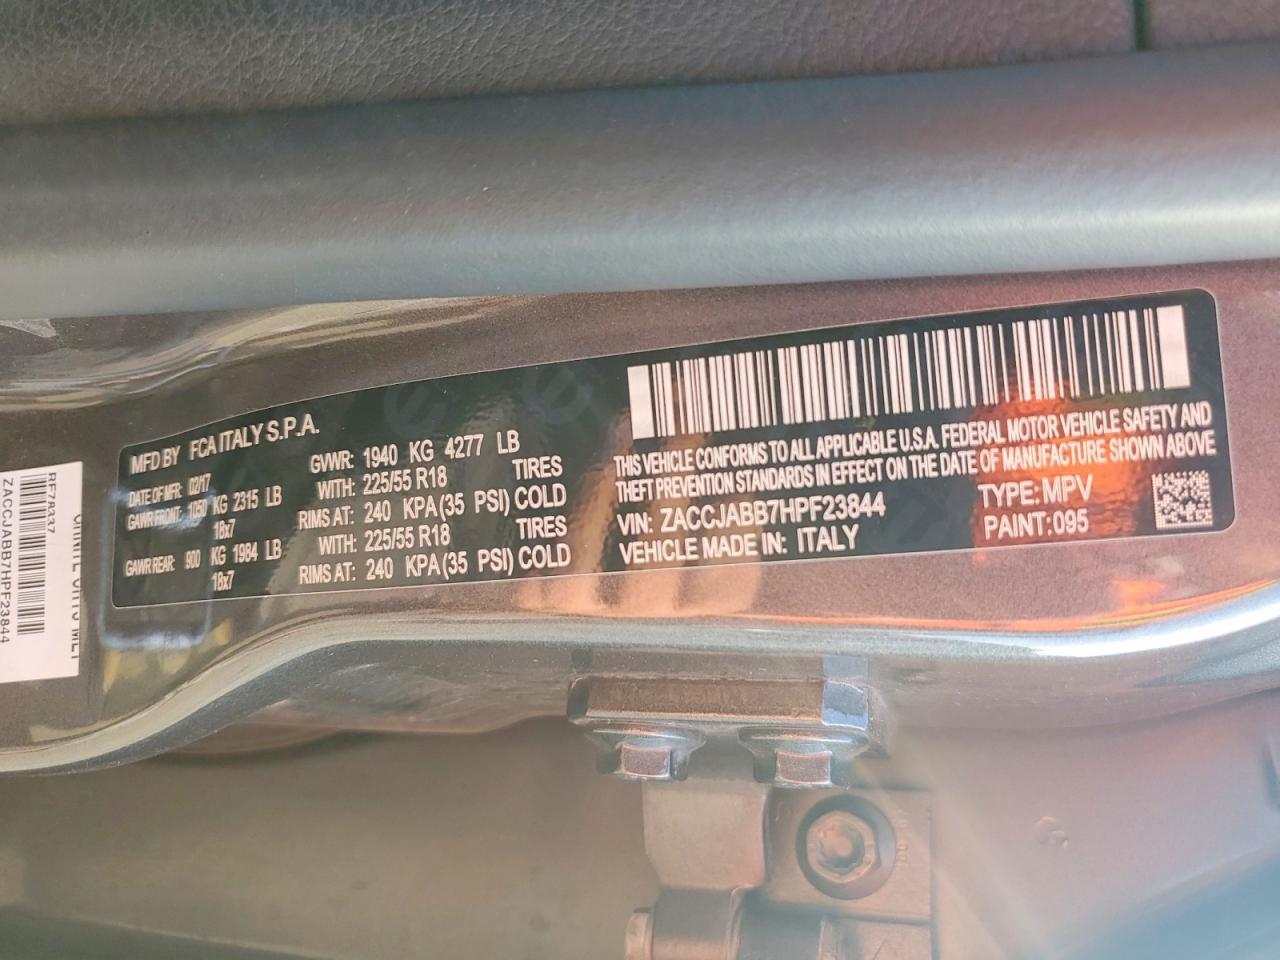 MFD BY FCA ITALY S.P.A.
DATE OF MFR: 02/17 GVWR: 1940 KG 4277 LB
GAWR FRONT: 1050 KG 2315 LB WITH: 225/55 R18 TIRES
18x7 RIMS AT: 240 KPA(35 PSI) COLD
GAWR REAR: 900 KG 1984 LB WITH: 225/55 R18 TIRES
18x7 RIMS AT: 240 KPA(35 PSI) COLD
THIS VEHICLE CONFORMS TO ALL APPLICABLE U.S.A. FEDERAL MOTOR VEHICLE SAFETY AND
THEFT PREVENTION STANDARDS IN EFFECT ON THE DATE OF MANUFACTURE SHOWN ABOVE
VIN: ZACCJABB7HPF23844 TYPE: MPV
VEHICLE MADE IN: ITALY PAINT: 095
RF7A337
ZACCJABB7HPF23844